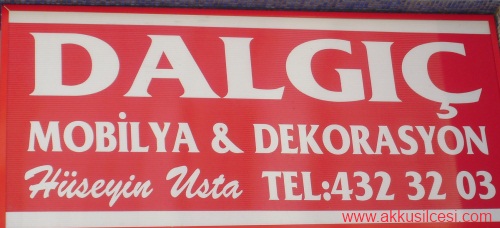 DALGIÇ
MOBİLYA & DEKORASYON
Hüseyin Usta TEL:432 32 03
www.akkusilcesi.com